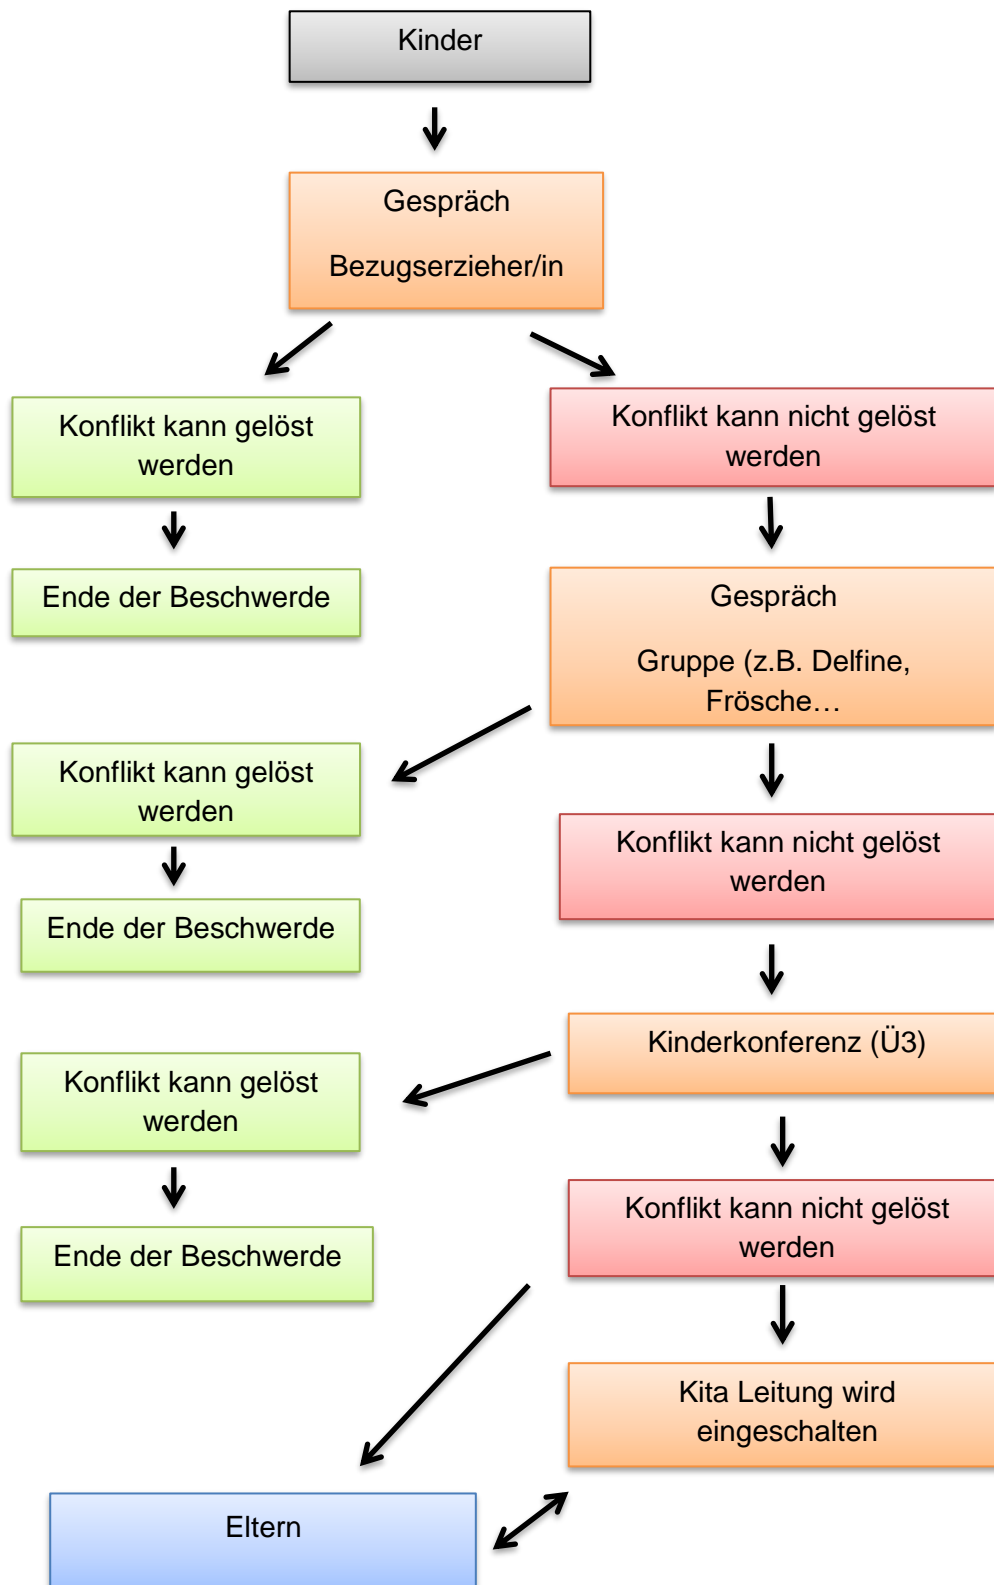 Kinder
Gespräch
Bezugserzieher/in
Konflikt kann gelöst
werden
Konflikt kann nicht gelöst
werden
Ende der Beschwerde
Gespräch
Gruppe (z.B. Delfine,
Frösche…
Konflikt kann gelöst
werden
Konflikt kann nicht gelöst
werden
Ende der Beschwerde
Kinderkonferenz (Ü3)
Konflikt kann gelöst
werden
Konflikt kann nicht gelöst
werden
Ende der Beschwerde
Kita Leitung wird
eingeschalten
Eltern